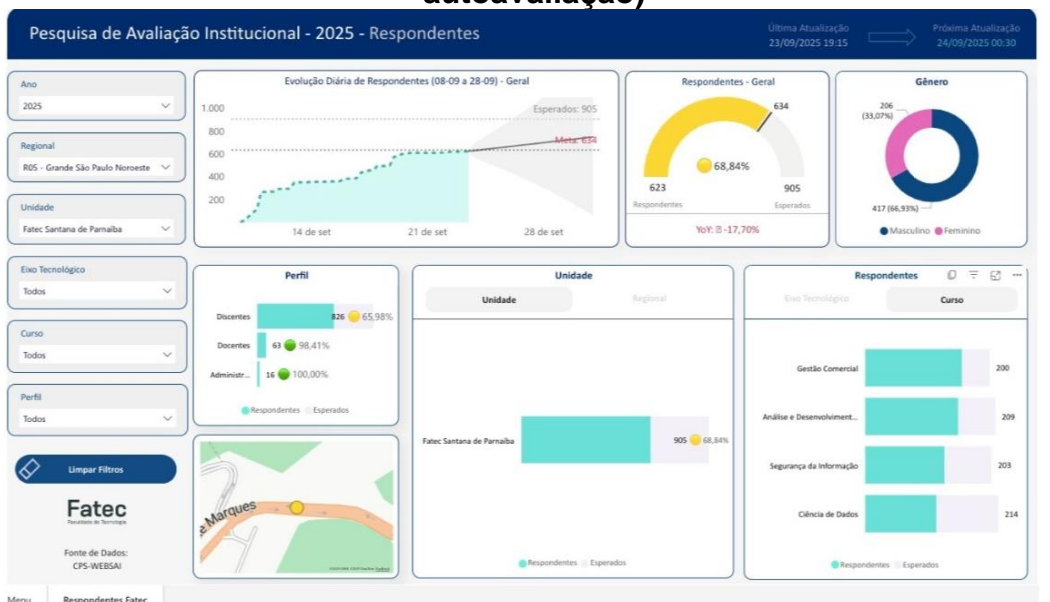 autoavaliação)
Pesquisa de Avaliação Institucional - 2025 - Respondentes
Última Atualização
23/09/2025 19:15
Próxima Atualização
24/09/2025 00:30
Ano
2025
Regional
R05 - Grande São Paulo Noroeste
Unidade
Fatec Santana de Parnaíba
Eixo Tecnológico
Todos
Curso
Todos
Perfil
Todos
Limpar Filtros
Fatec
Faculdade de Tecnologia
Fonte de Dados:
CPS-WEBSAI
Evolução Diária de Respondentes (08-09 a 28-09) - Geral
1.000
800
600
400
200
Esperados: 905
Meta: 634
14 de set
21 de set
28 de set
Respondentes - Geral
634
68,84%
623
Respondentes
905
Esperados
YoY: -17,70%
Gênero
206
(33,07%)
417 (66,93%)
Masculino Feminino
Perfil
Discentes 826 65,98%
Docentes 63 98,41%
Administr... 16 100,00%
Respondentes Esperados
e Marques
Unidade
Unidade Regional
Fatec Santana de Parnaíba 905 68,84%
Respondentes Esperados
Respondentes
Eixo Tecnológico Curso
Gestão Comercial 200
Análise e Desenvolviment... 209
Segurança da Informação 203
Ciência de Dados 214
Respondentes Esperados
Menu Respondentes Fatec